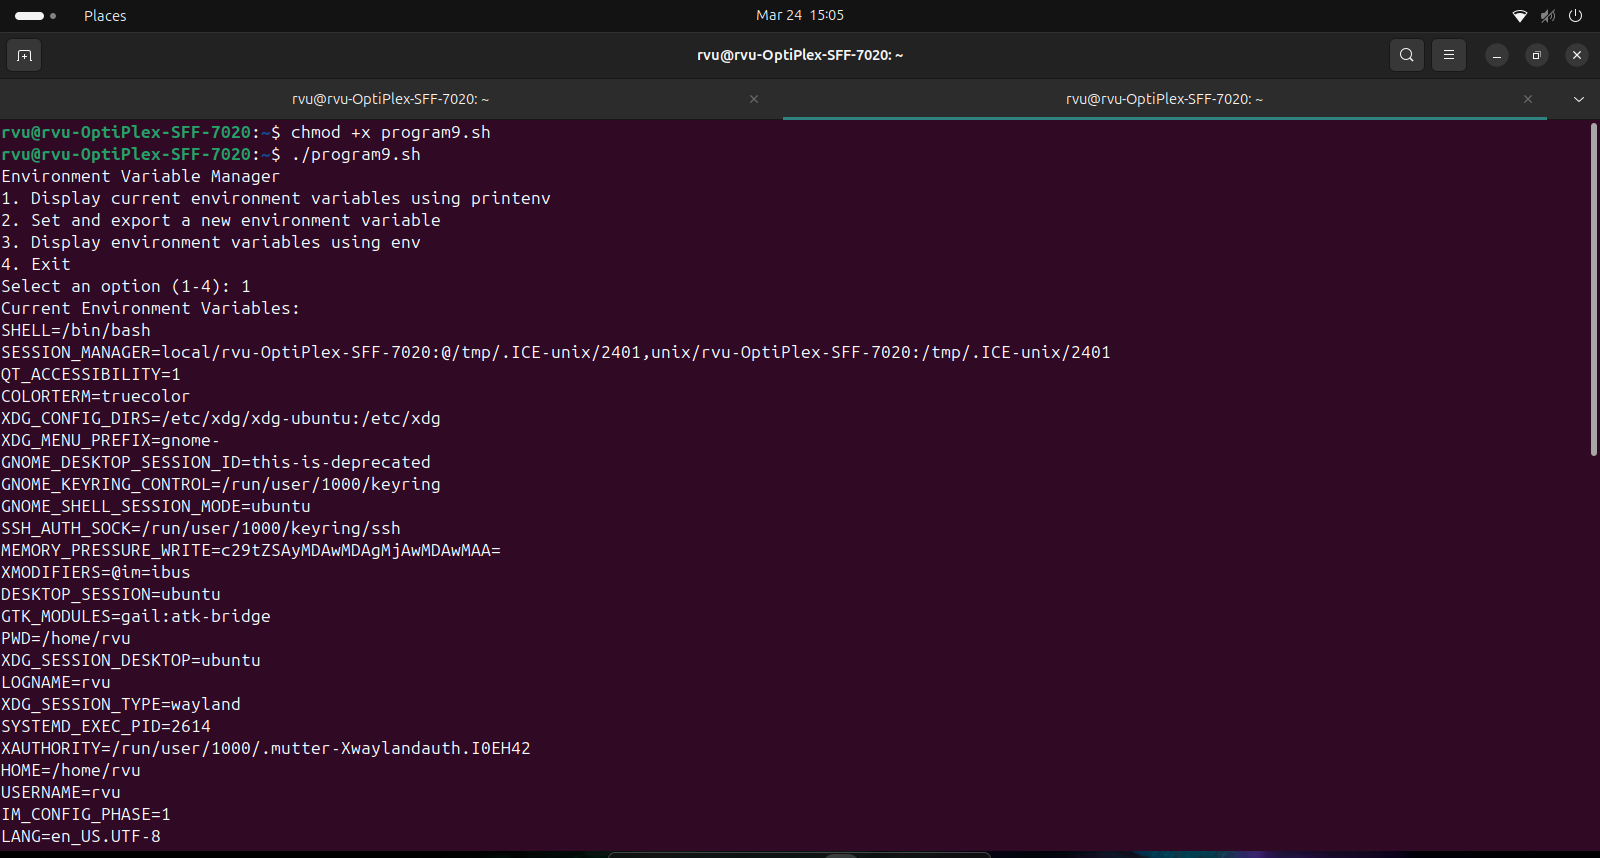 Places
Mar 24 15:05
rvu@rvu-OptiPlex-SFF-7020: ~
rvu@rvu-OptiPlex-SFF-7020: ~
rvu@rvu-OptiPlex-SFF-7020: ~
rvu@rvu-OptiPlex-SFF-7020:~$ chmod +x program9.sh
rvu@rvu-OptiPlex-SFF-7020:~$ ./program9.sh
Environment Variable Manager
1. Display current environment variables using printenv
2. Set and export a new environment variable
3. Display environment variables using env
4. Exit
Select an option (1-4): 1
Current Environment Variables:
SHELL=/bin/bash
SESSION_MANAGER=local/rvu-OptiPlex-SFF-7020:@/tmp/.ICE-unix/2401,unix/rvu-OptiPlex-SFF-7020:/tmp/.ICE-unix/2401
QT_ACCESSIBILITY=1
COLORTERM=truecolor
XDG_CONFIG_DIRS=/etc/xdg/xdg-ubuntu:/etc/xdg
XDG_MENU_PREFIX=gnome-
GNOME_DESKTOP_SESSION_ID=this-is-deprecated
GNOME_KEYRING_CONTROL=/run/user/1000/keyring
GNOME_SHELL_SESSION_MODE=ubuntu
SSH_AUTH_SOCK=/run/user/1000/keyring/ssh
MEMORY_PRESSURE_WRITE=c29tZSAyMDAwMDAgMjAwMDAwMAA=
XMODIFIERS=@im=ibus
DESKTOP_SESSION=ubuntu
GTK_MODULES=gail:atk-bridge
PWD=/home/rvu
XDG_SESSION_DESKTOP=ubuntu
LOGNAME=rvu
XDG_SESSION_TYPE=wayland
SYSTEMD_EXEC_PID=2614
XAUTHORITY=/run/user/1000/.mutter-Xwaylandauth.I0EH42
HOME=/home/rvu
USERNAME=rvu
IM_CONFIG_PHASE=1
LANG=en_US.UTF-8